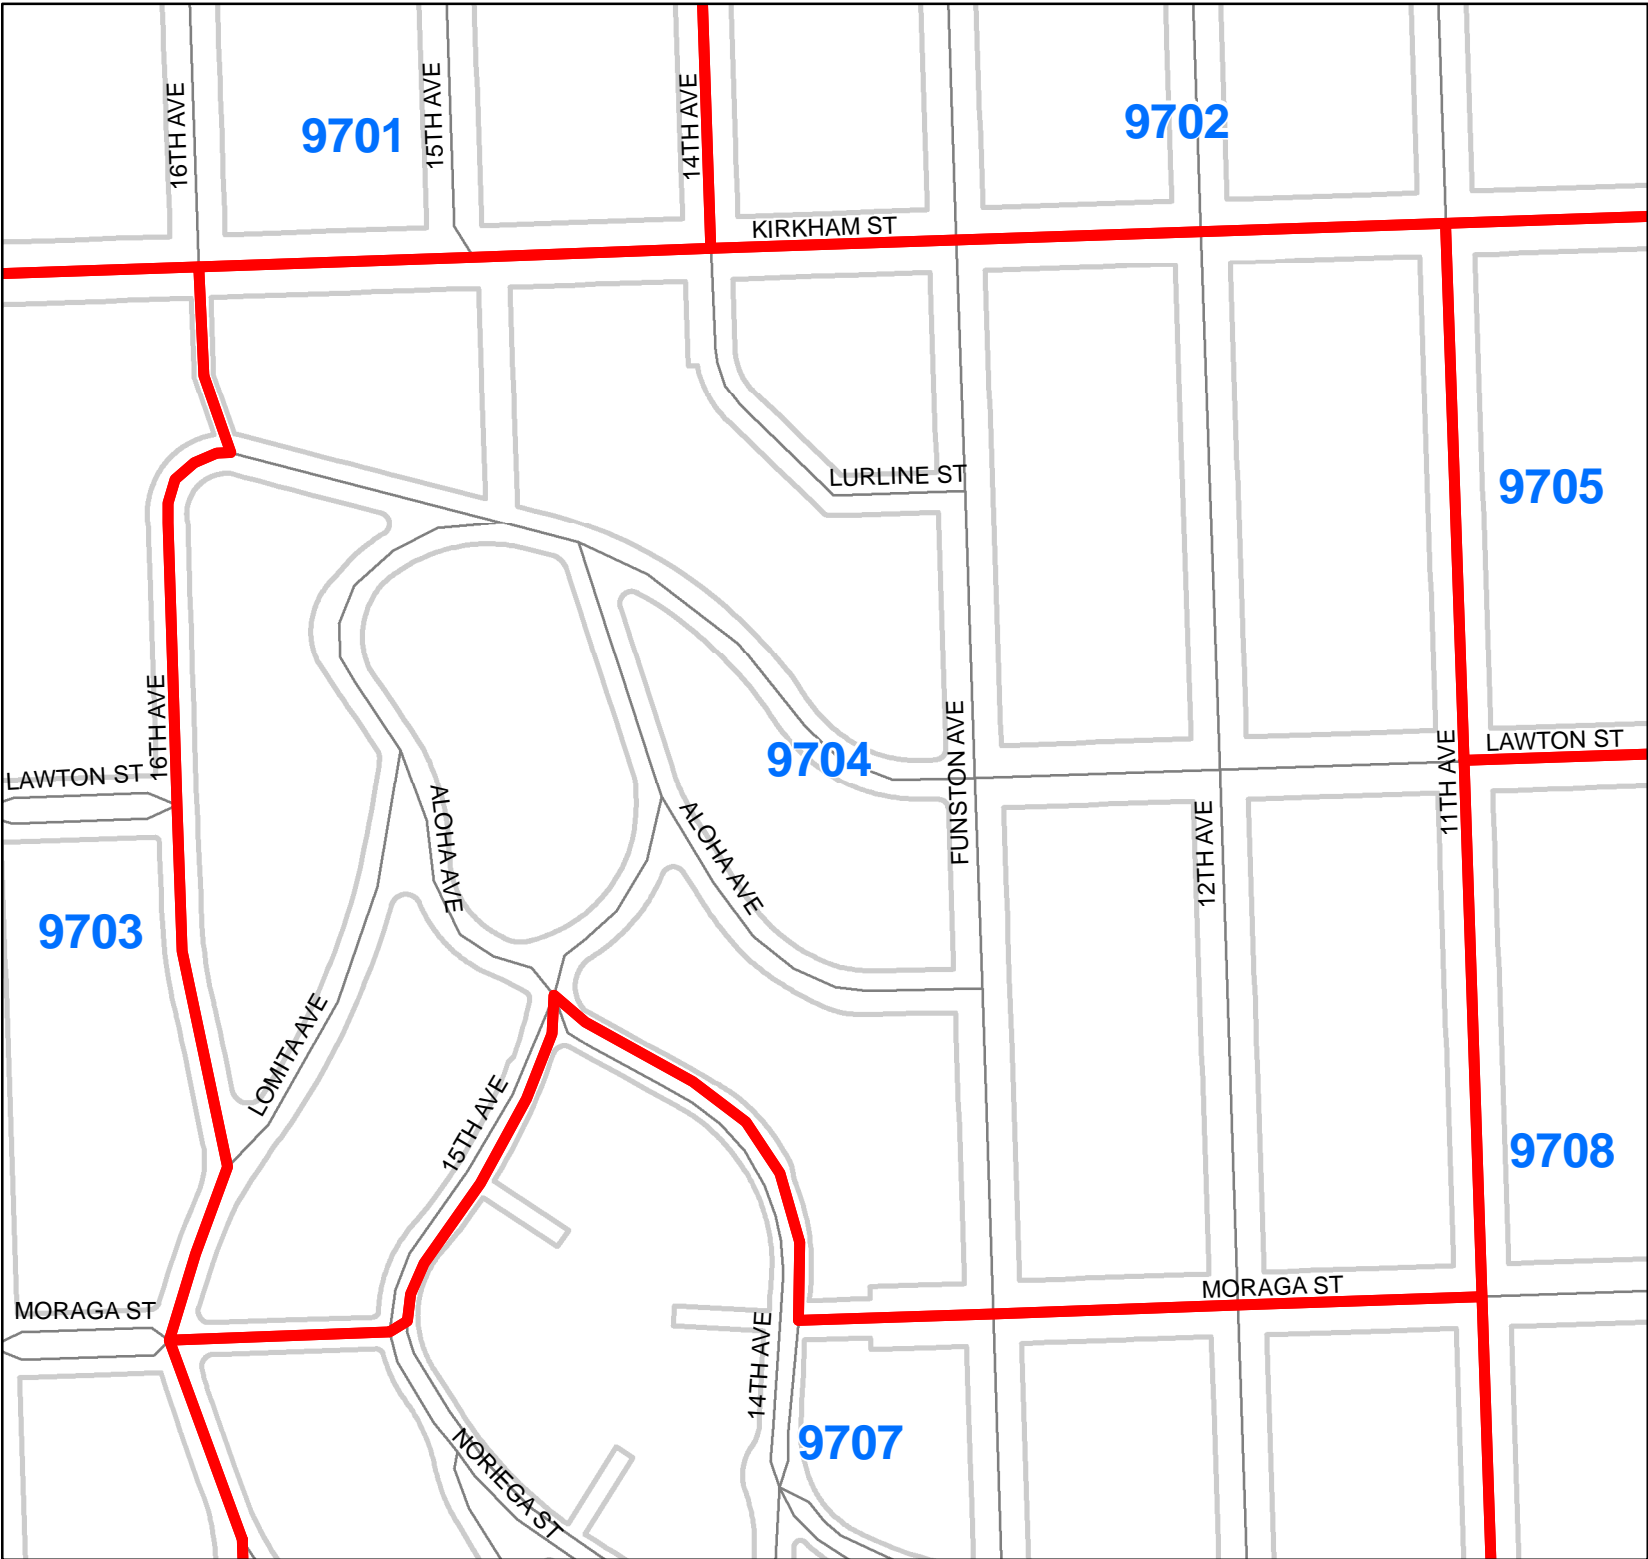 16TH AVE
9701
15TH AVE
14TH AVE
9702
KIRKHAM ST
LURLINE ST
9705
16TH AVE
LAWTON ST
9704
FUNSTON AVE
11TH AVE
LAWTON ST
ALOHA AVE
ALOHA AVE
12TH AVE
9703
LOMITA AVE
15TH AVE
9708
MORAGA ST
MORAGA ST
14TH AVE
9707
NORIEGA ST